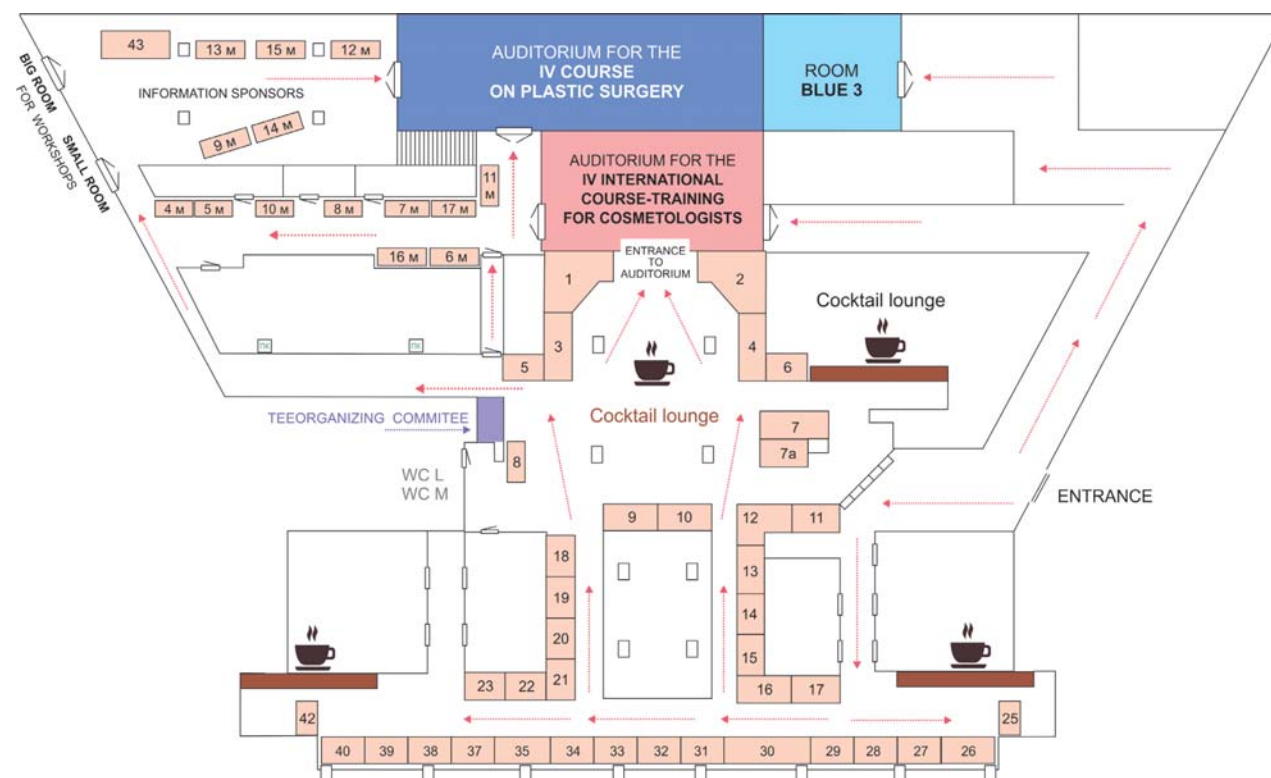 43
13 м
15 м
12 м
AUDITORIUM FOR THE
IV COURSE
ON PLASTIC SURGERY
ROOM
BLUE 3
BIG ROOM
SMALL ROOM
FOR WORKSHOPS
INFORMATION SPONSORS
9 м
14 м
11
м
AUDITORIUM FOR THE
IV INTERNATIONAL
COURSE-TRAINING
FOR COSMETOLOGISTS
4 м
5 м
10 м
8 м
7 м
17 м
16 м
6 м
ENTRANCE
TO
AUDITORIUM
1
2
Cocktail lounge
3
4
5
6
ПК
ПК
TEEORGANIZING COMMITEE
Cocktail lounge
7
7a
8
WC L
WC M
ENTRANCE
9
10
12
11
18
13
19
14
20
15
21
23
22
16
17
42
25
40
39
38
37
35
34
33
32
31
30
29
28
27
26